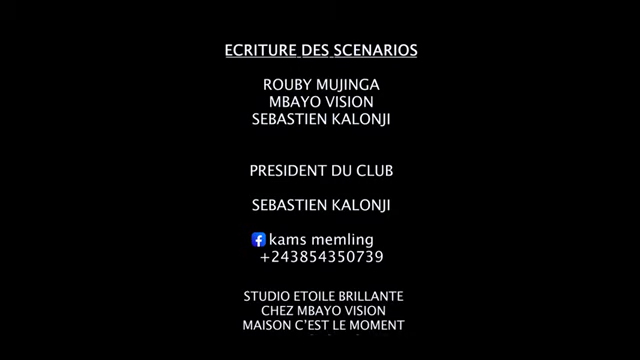 ECRITURE DES SCENARIOS
ROUBY MUJINGA
MBAYO VISION
SEBASTIEN KALONJI
PRESIDENT DU CLUB
SEBASTIEN KALONJI
kams memling
+243854350739
STUDIO ETOILE BRILLANTE
CHEZ MBAYO VISION
MAISON C'EST LE MOMENT